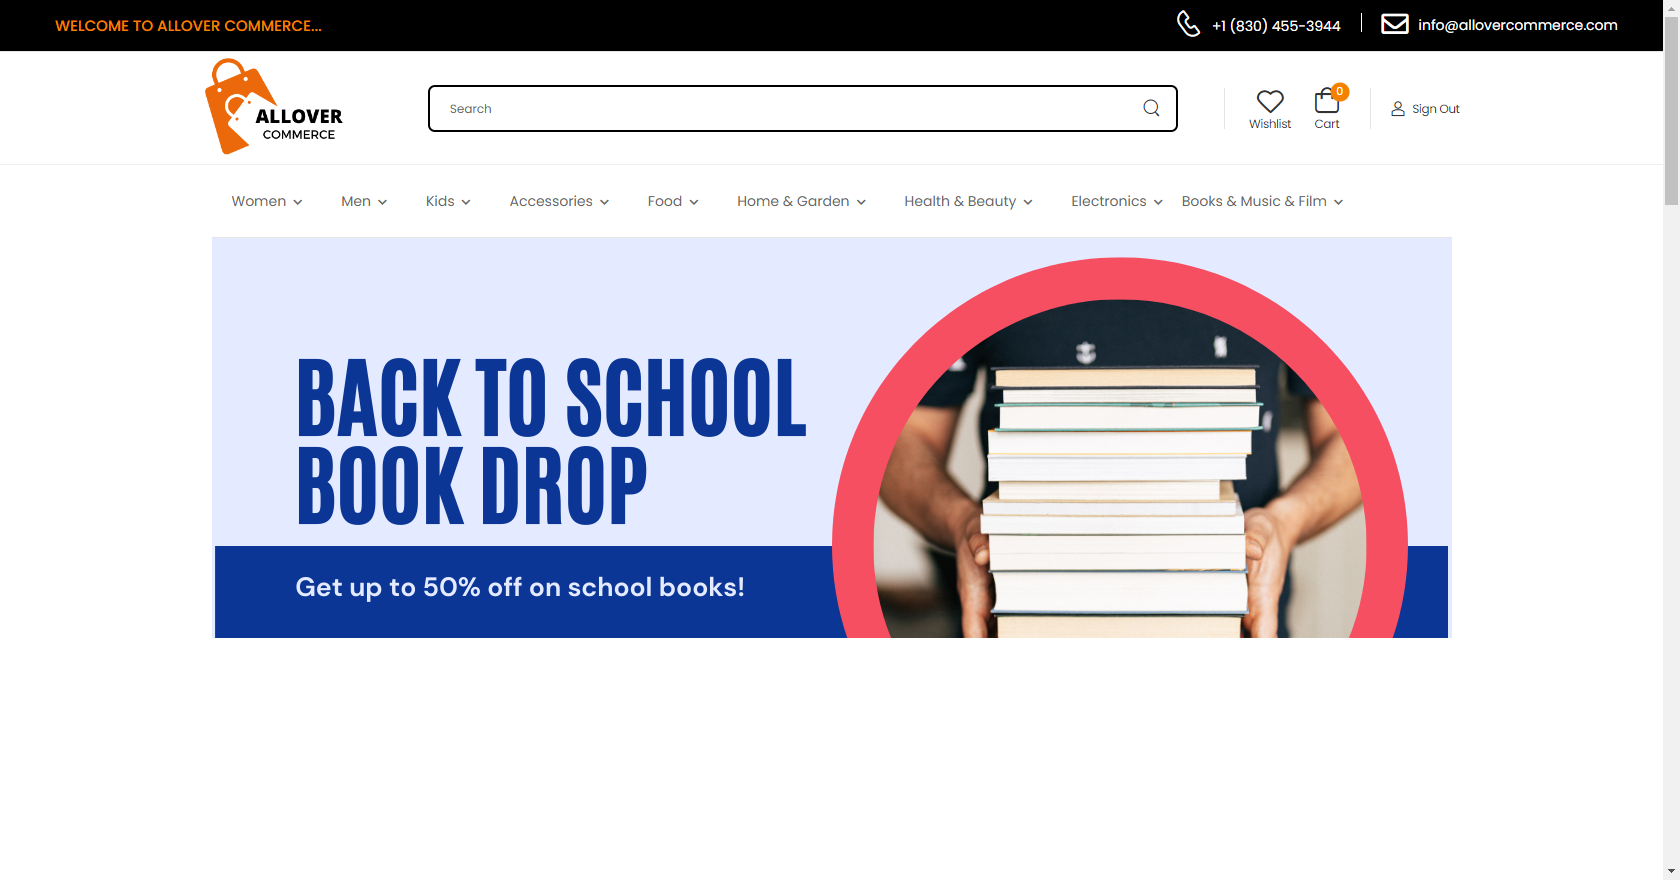 WELCOME TO ALLOVER COMMERCE...
+1 (830) 455-3944
info@allovercommerce.com
ALLOVER
COMMERCE
Search
Wishlist
0
Cart
Sign Out
Women
Men
Kids
Accessories
Food
Home & Garden
Health & Beauty
Electronics
Books & Music & Film
BACK TO SCHOOL
BOOK DROP
Get up to 50% off on school books!